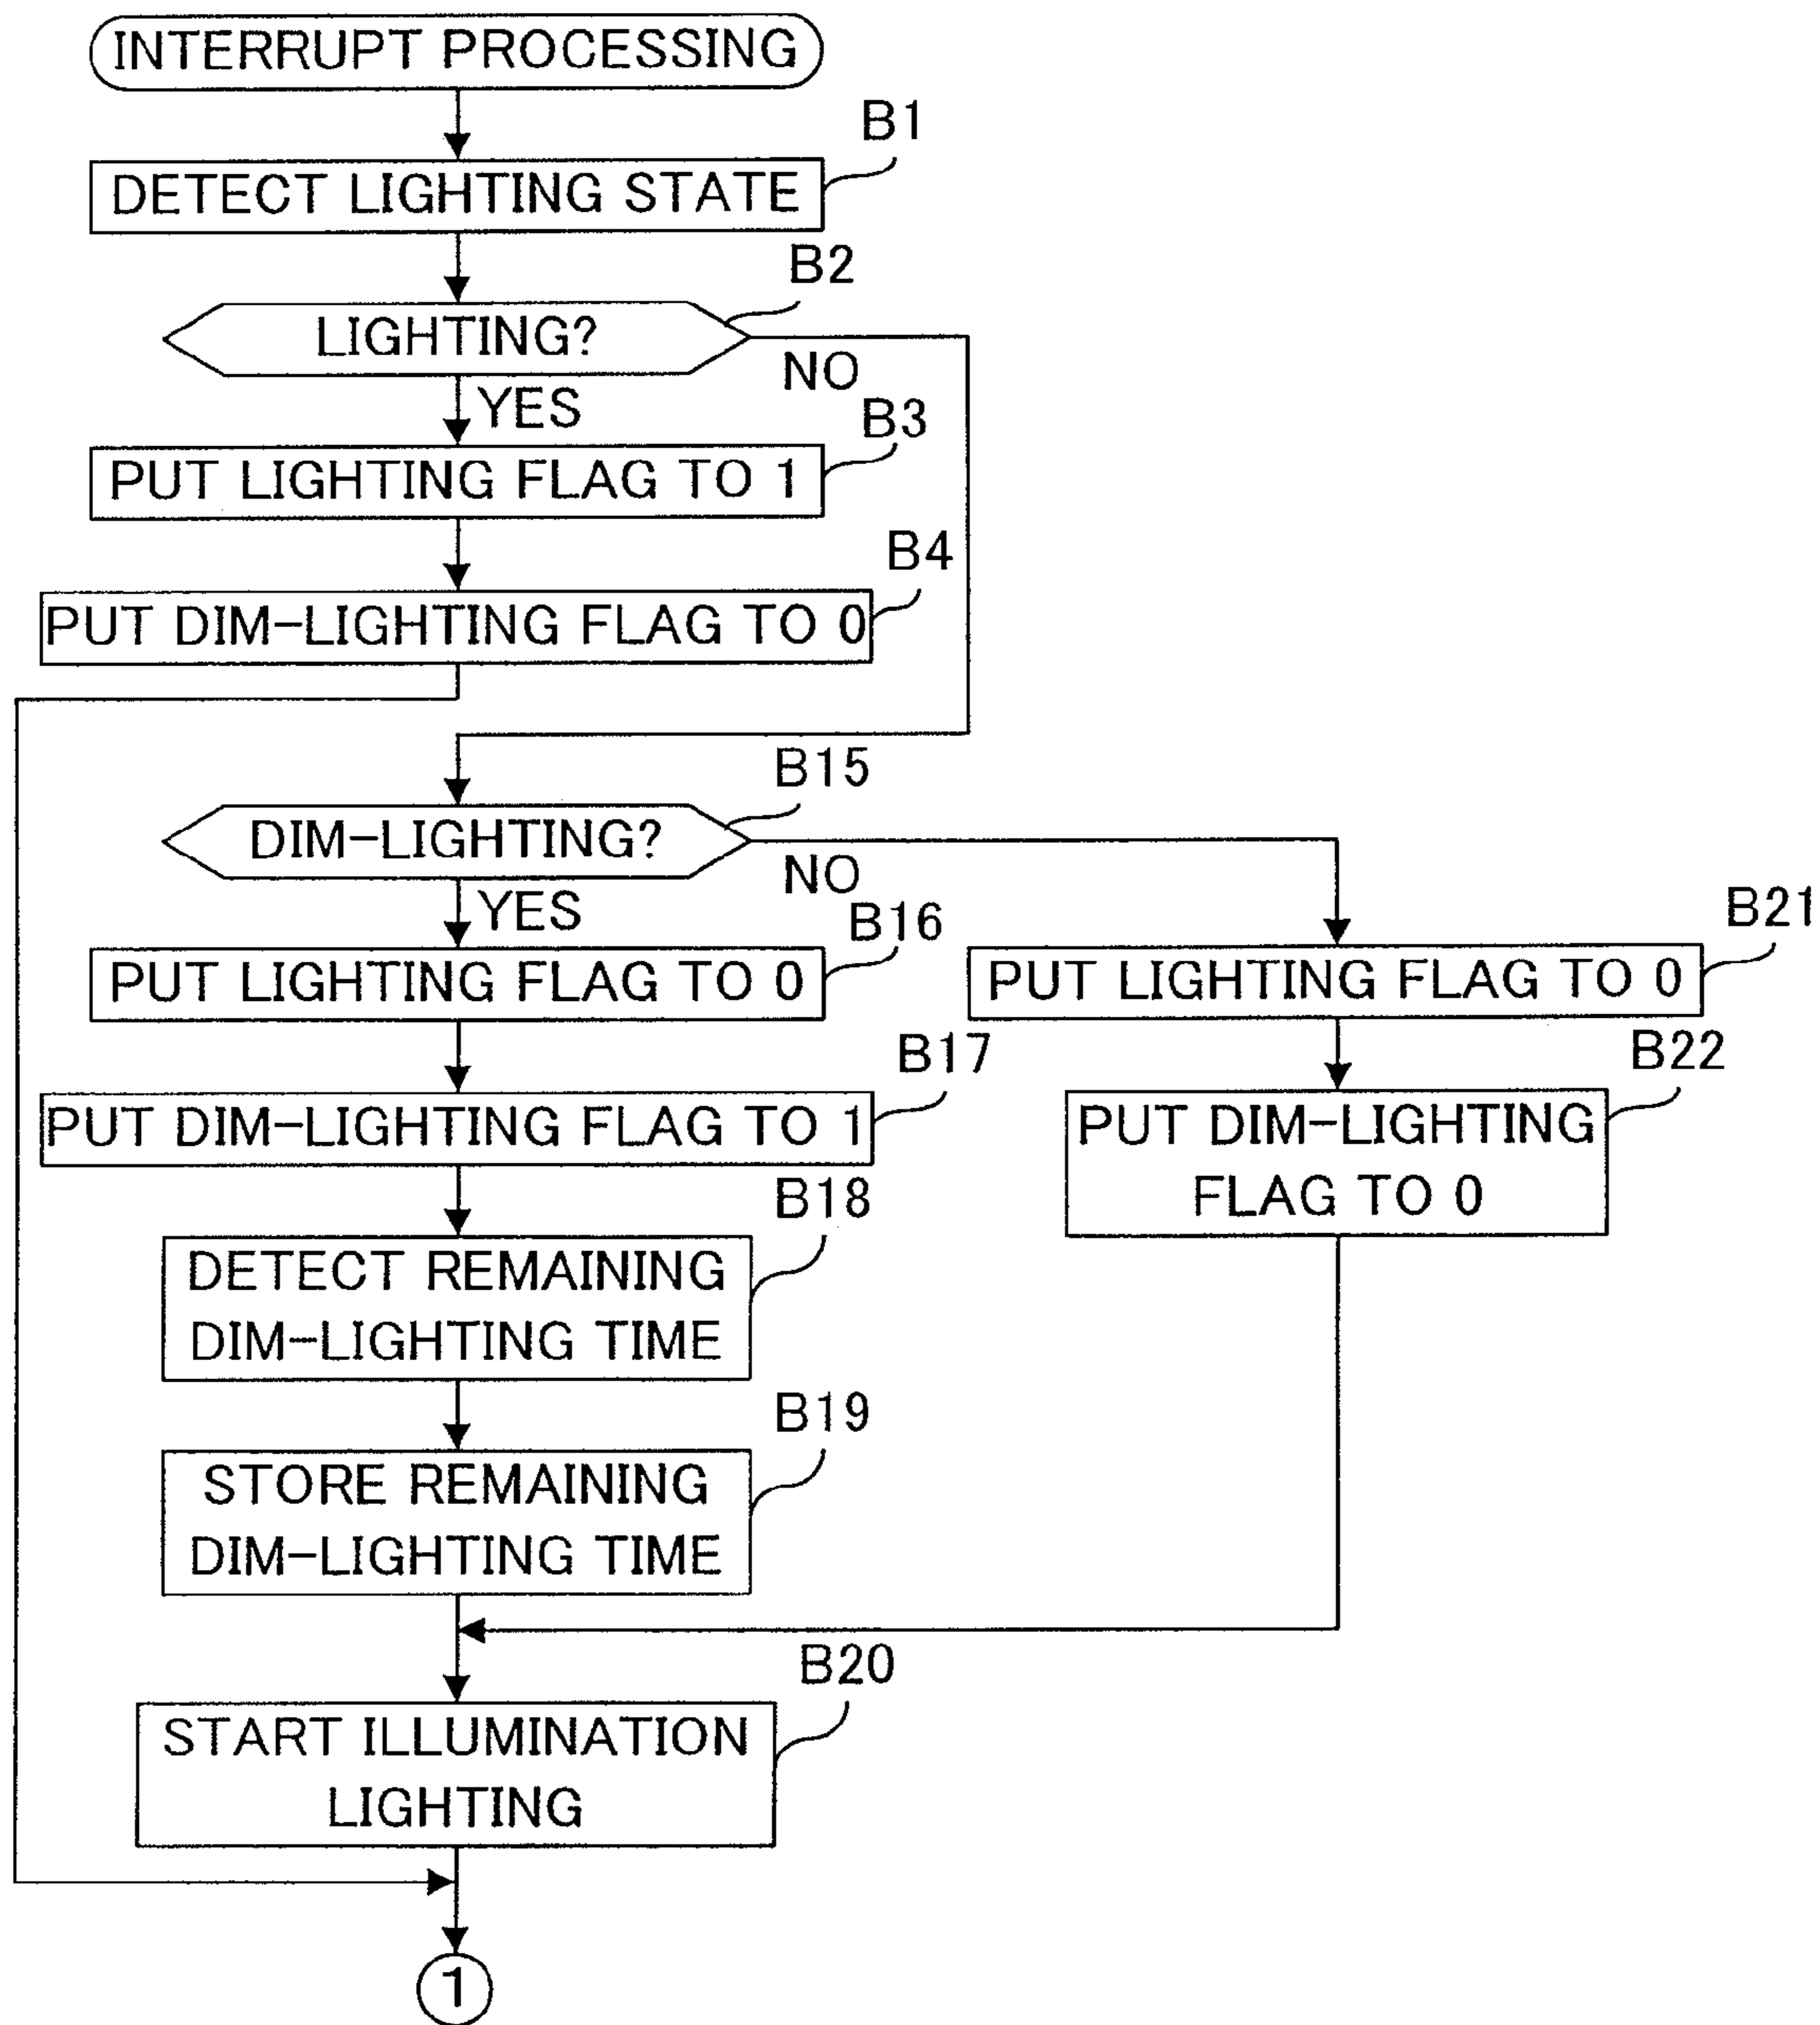 INTERRUPT PROCESSING
B1
DETECT LIGHTING STATE
B2
LIGHTING?
NO
YES
B3
PUT LIGHTING FLAG TO 1
B4
PUT DIM-LIGHTING FLAG TO 0
B15
DIM-LIGHTING?
NO
YES
B16
PUT LIGHTING FLAG TO 0
B21
PUT LIGHTING FLAG TO 0
B17
PUT DIM-LIGHTING FLAG TO 1
B22
PUT DIM-LIGHTING
FLAG TO 0
B18
DETECT REMAINING
DIM-LIGHTING TIME
B19
STORE REMAINING
DIM-LIGHTING TIME
B20
START ILLUMINATION
LIGHTING
1